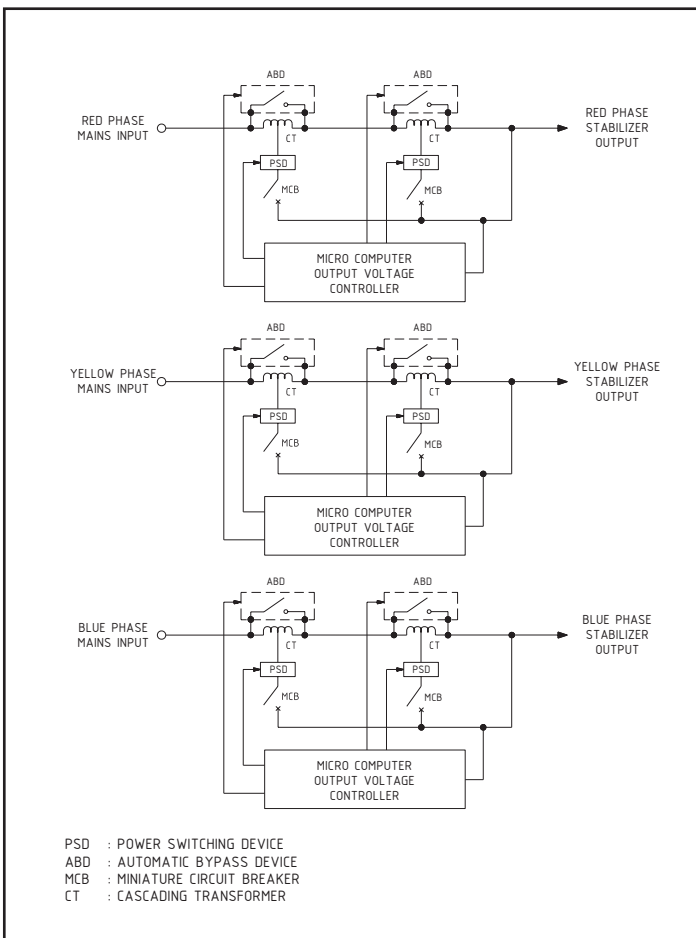 ABD ABD
RED PHASE
MAINS INPUT
RED PHASE
STABILIZER
OUTPUT
CT CT
PSD PSD
MCB MCB
MICRO COMPUTER
OUTPUT VOLTAGE
CONTROLLER
ABD ABD
YELLOW PHASE
MAINS INPUT
YELLOW PHASE
STABILIZER
OUTPUT
CT CT
PSD PSD
MCB MCB
MICRO COMPUTER
OUTPUT VOLTAGE
CONTROLLER
ABD ABD
BLUE PHASE
MAINS INPUT
BLUE PHASE
STABILIZER
OUTPUT
CT CT
PSD PSD
MCB MCB
MICRO COMPUTER
OUTPUT VOLTAGE
CONTROLLER
PSD : POWER SWITCHING DEVICE
ABD : AUTOMATIC BYPASS DEVICE
MCB : MINIATURE CIRCUIT BREAKER
CT : CASCADING TRANSFORMER